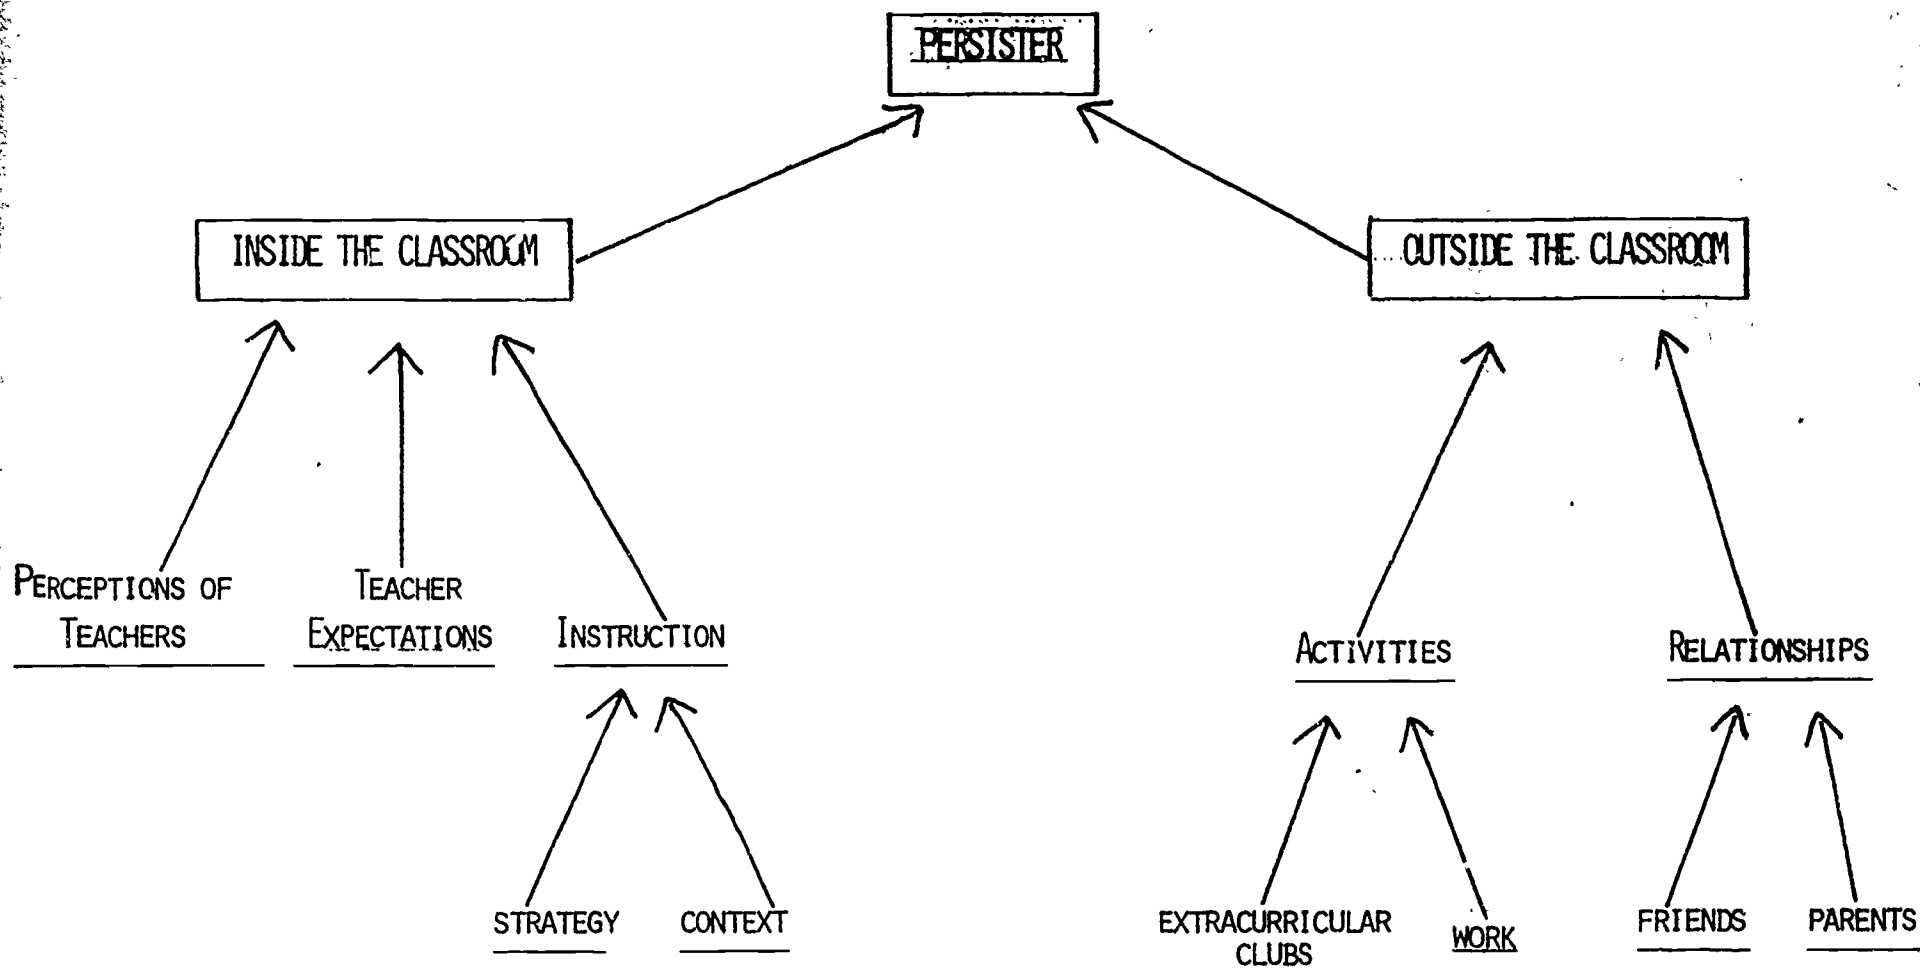 PERSISTER
INSIDE THE CLASSROOM
OUTSIDE THE CLASSROOM
PERCEPTIONS OF
TEACHERS
TEACHER
EXPECTATIONS
INSTRUCTION
ACTIVITIES
RELATIONSHIPS
STRATEGY
CONTEXT
EXTRACURRICULAR
CLUBS
WORK
FRIENDS
PARENTS